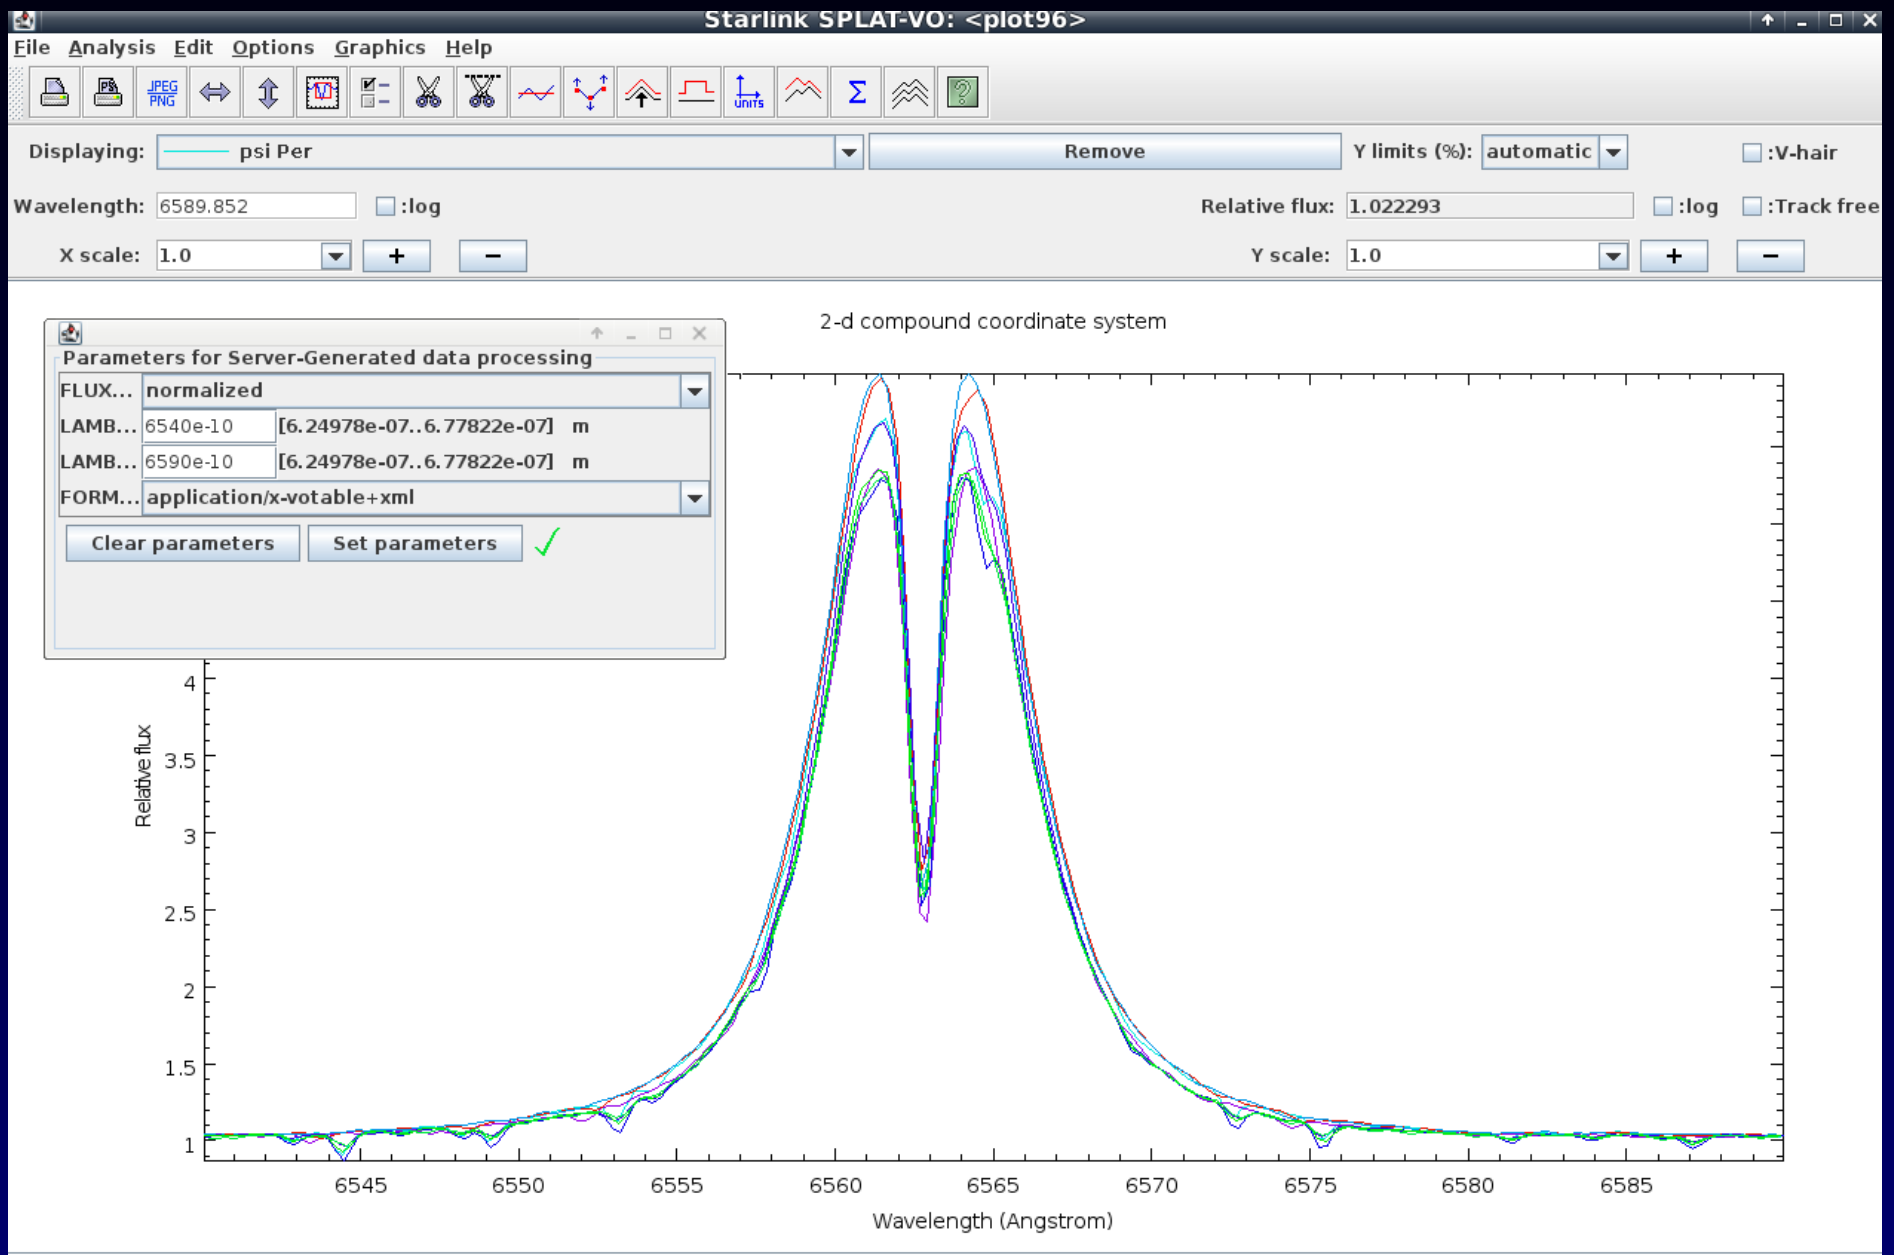 Starlink SPLAT-VO: <plot96>
File Analysis Edit Options Graphics Help
PS JPEG PNG UNITS Σ ?
Displaying: psi Per Remove Y limits (%): automatic :V-hair
Wavelength: 6589.852 :log Relative flux: 1.022293 :log :Track free
X scale: 1.0 + − Y scale: 1.0 + −
2-d compound coordinate system
Parameters for Server-Generated data processing
FLUX... normalized
LAMB... 6540e-10 [6.24978e-07..6.77822e-07] m
LAMB... 6590e-10 [6.24978e-07..6.77822e-07] m
FORM... application/x-votable+xml
Clear parameters Set parameters
4
3.5
3
2.5
2
1.5
1
Relative flux
6545 6550 6555 6560 6565 6570 6575 6580 6585
Wavelength (Angstrom)